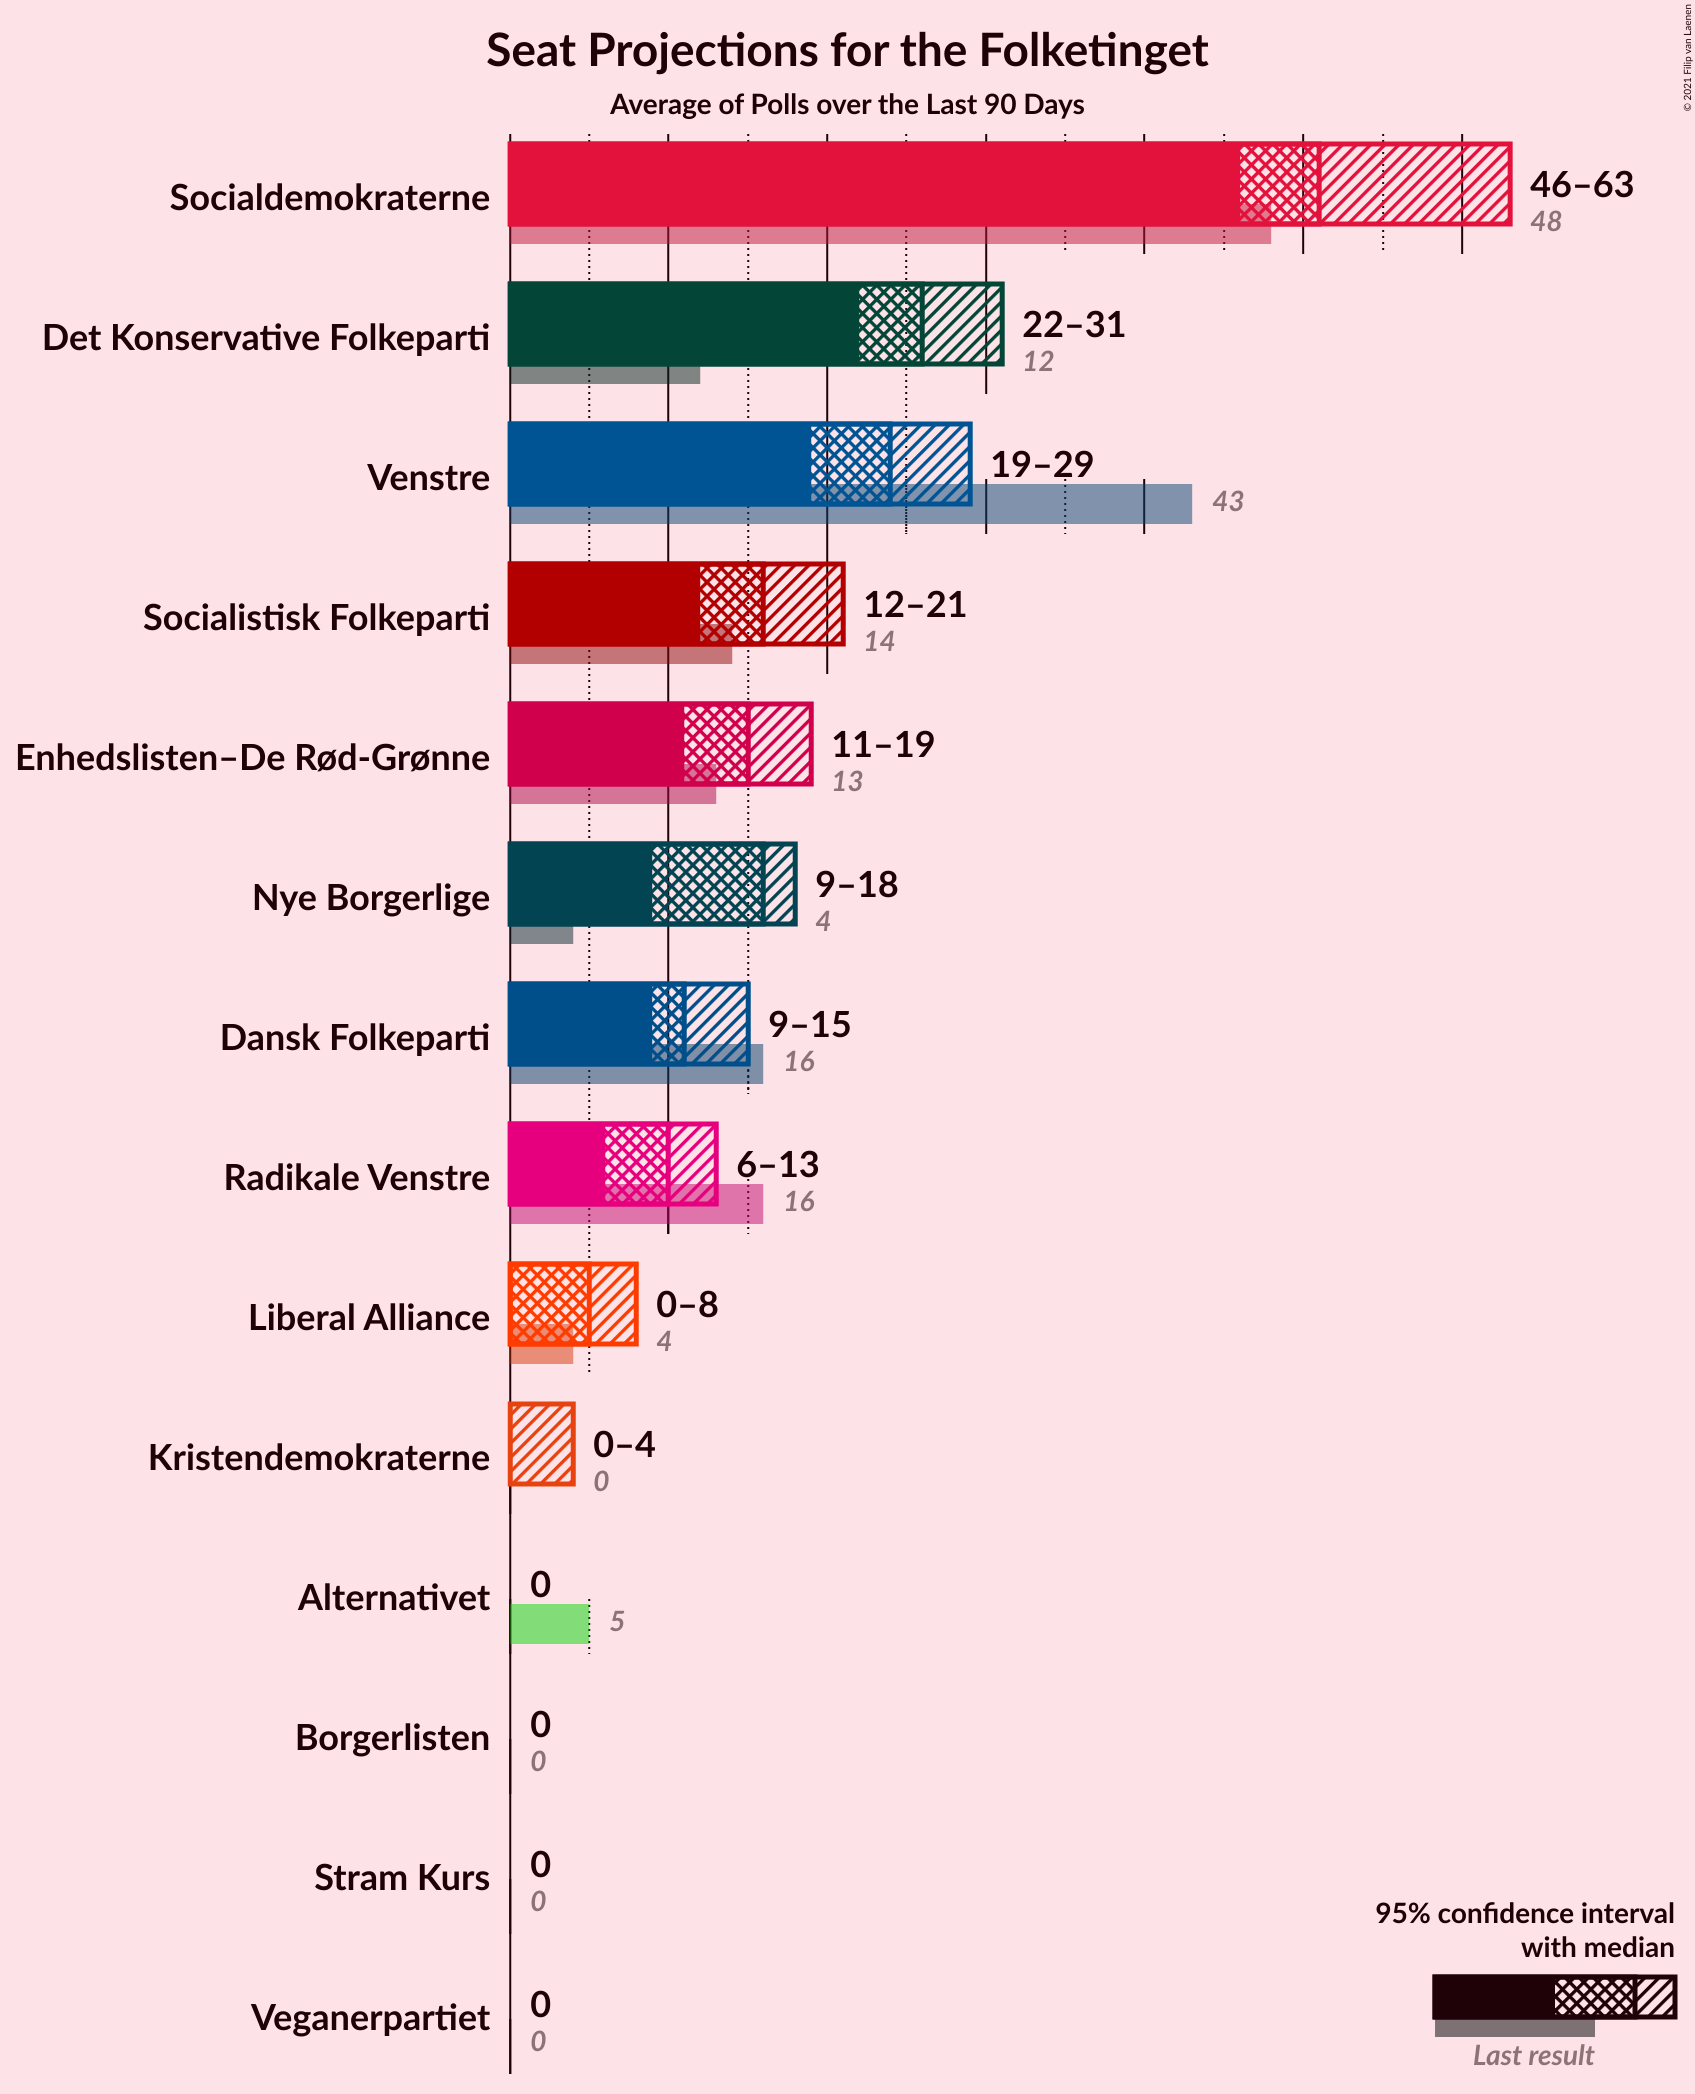 Seat Projections for the Folketinget
Average of Polls over the Last 90 Days
© 2021 Filip van Laenen
Socialdemokraterne
46–63
48
Det Konservative Folkeparti
22–31
12
Venstre
19–29
43
Socialistisk Folkeparti
12–21
14
Enhedslisten–De Rød-Grønne
11–19
13
Nye Borgerlige
9–18
4
Dansk Folkeparti
9–15
16
Radikale Venstre
6–13
16
Liberal Alliance
0–8
4
Kristendemokraterne
0–4
0
Alternativet
0
5
Borgerlisten
0
0
Stram Kurs
0
0
Veganerpartiet
0
0
95% confidence interval
with median
Last result